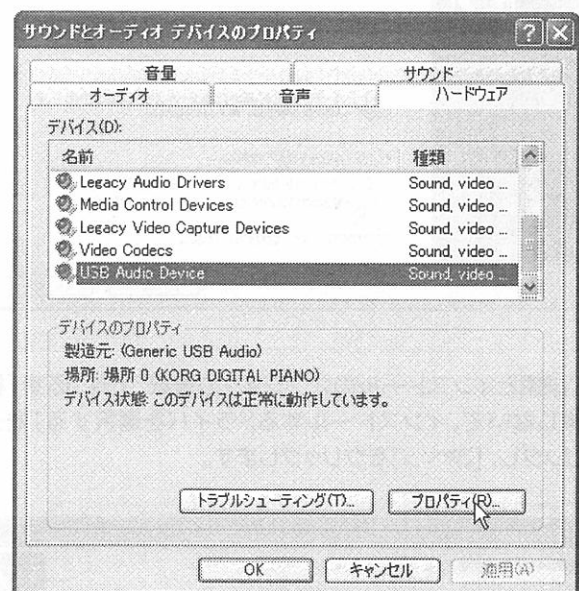 サウンドとオーディオ デバイスのプロパティ
音量 サウンド
オーディオ 音声 ハードウェア
デバイス(D):
名前 種類
Legacy Audio Drivers Sound, video ...
Media Control Devices Sound, video ...
Legacy Video Capture Devices Sound, video ...
Video Codecs Sound, video ...
USB Audio Device Sound, video ...
デバイスのプロパティ
製造元: (Generic USB Audio)
場所: 場所 0 (KORG DIGITAL PIANO)
デバイス状態: このデバイスは正常に動作しています。
トラブルシューティング(T)... プロパティ(R)...
OK キャンセル 適用(A)